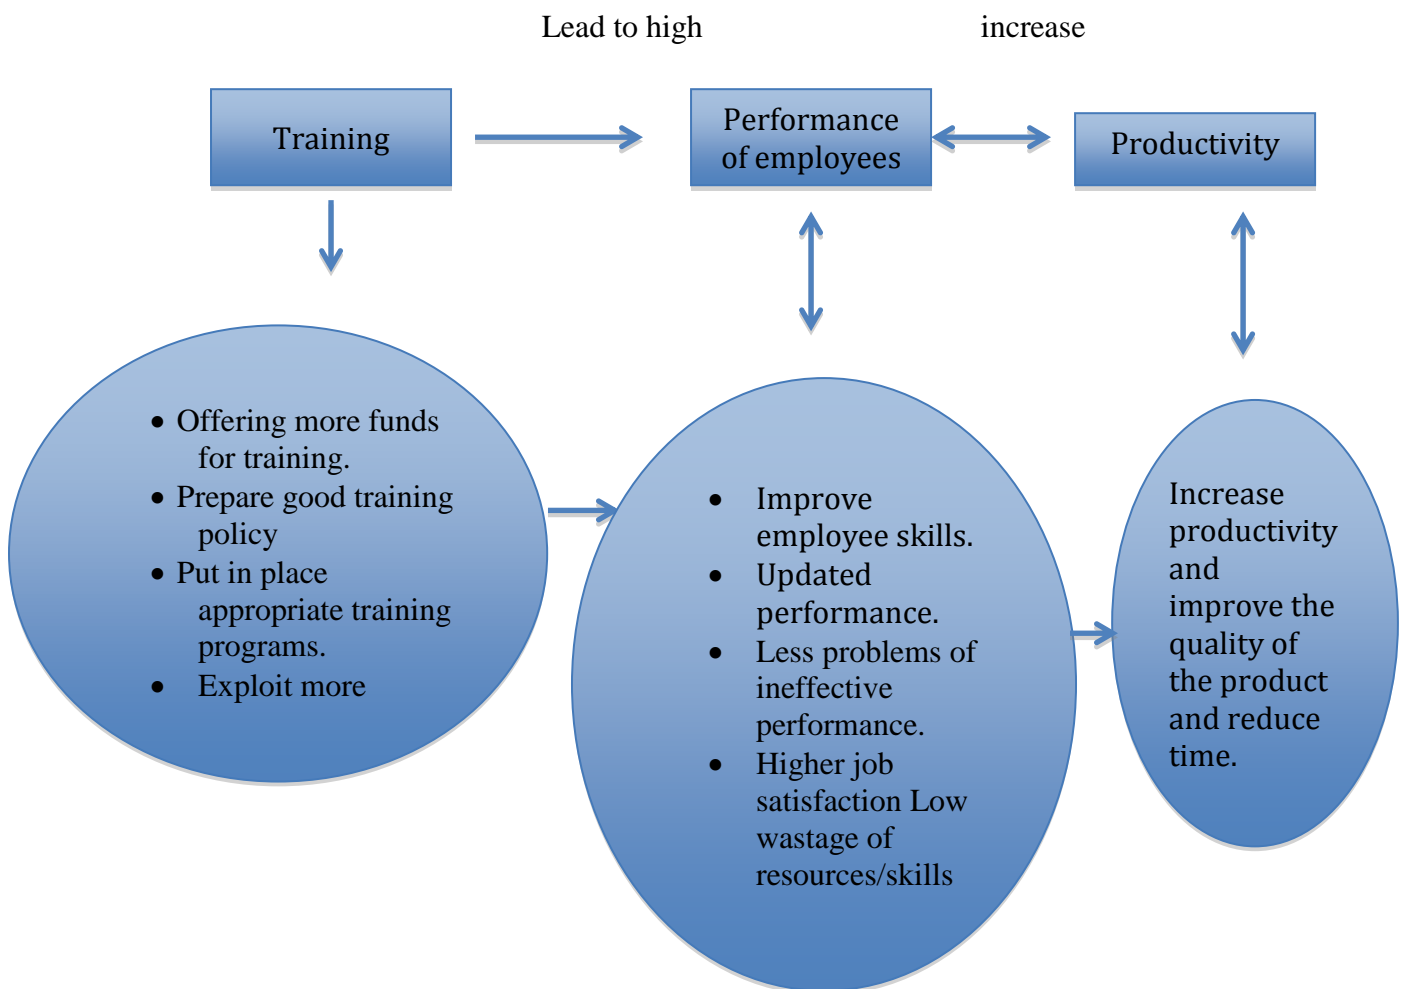 Lead to high increase
Training
Performance
of employees
Productivity
• Offering more funds
for training.
• Prepare good training
policy
• Put in place
appropriate training
programs.
• Exploit more
• Improve
employee skills.
• Updated
performance.
• Less problems of
ineffective
performance.
• Higher job
satisfaction Low
wastage of
resources/skills
Increase
productivity
and
improve the
quality of
the product
and reduce
time.